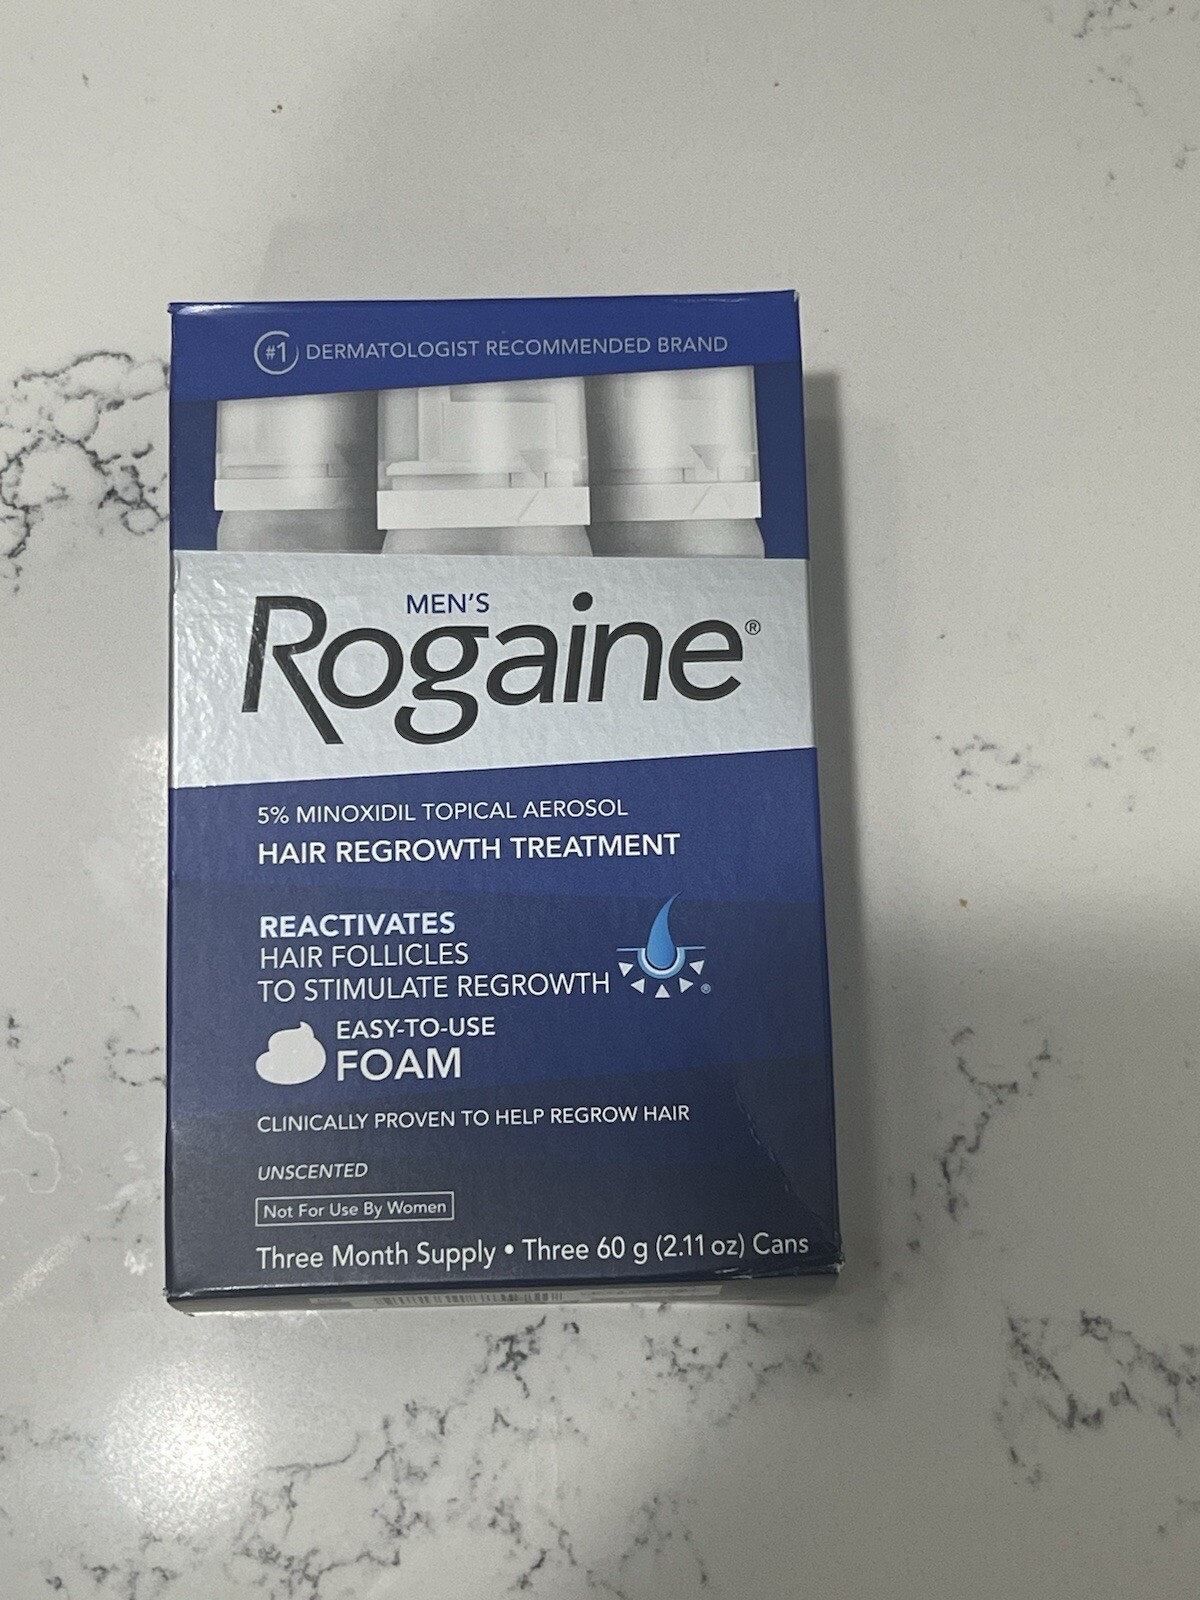 #1 DERMATOLOGIST RECOMMENDED BRAND
MEN'S
Rogaine®
5% MINOXIDIL TOPICAL AEROSOL
HAIR REGROWTH TREATMENT
REACTIVATES
HAIR FOLLICLES
TO STIMULATE REGROWTH
®
EASY-TO-USE
FOAM
CLINICALLY PROVEN TO HELP REGROW HAIR
UNSCENTED
Not For Use By Women
Three Month Supply • Three 60 g (2.11 oz) Cans